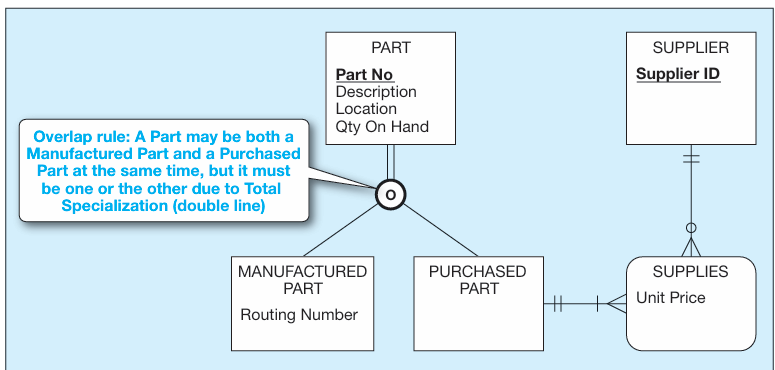 PART
Part No
Description
Location
Qty On Hand
SUPPLIER
Supplier ID
Overlap rule: A Part may be both a
Manufactured Part and a Purchased
Part at the same time, but it must
be one or the other due to Total
Specialization (double line)
O
MANUFACTURED
PART
Routing Number
PURCHASED
PART
SUPPLIES
Unit Price